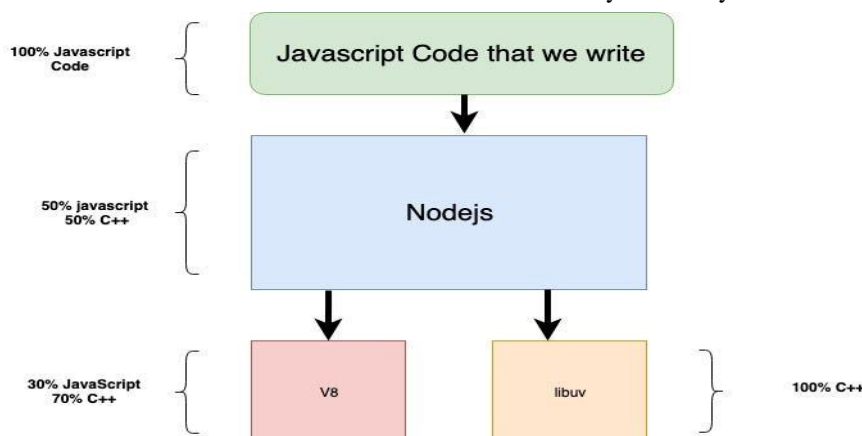 100% Javascript
Code
Javascript Code that we write
50% javascript
50% C++
Nodejs
30% JavaScript
70% C++
V8
libuv
100% C++